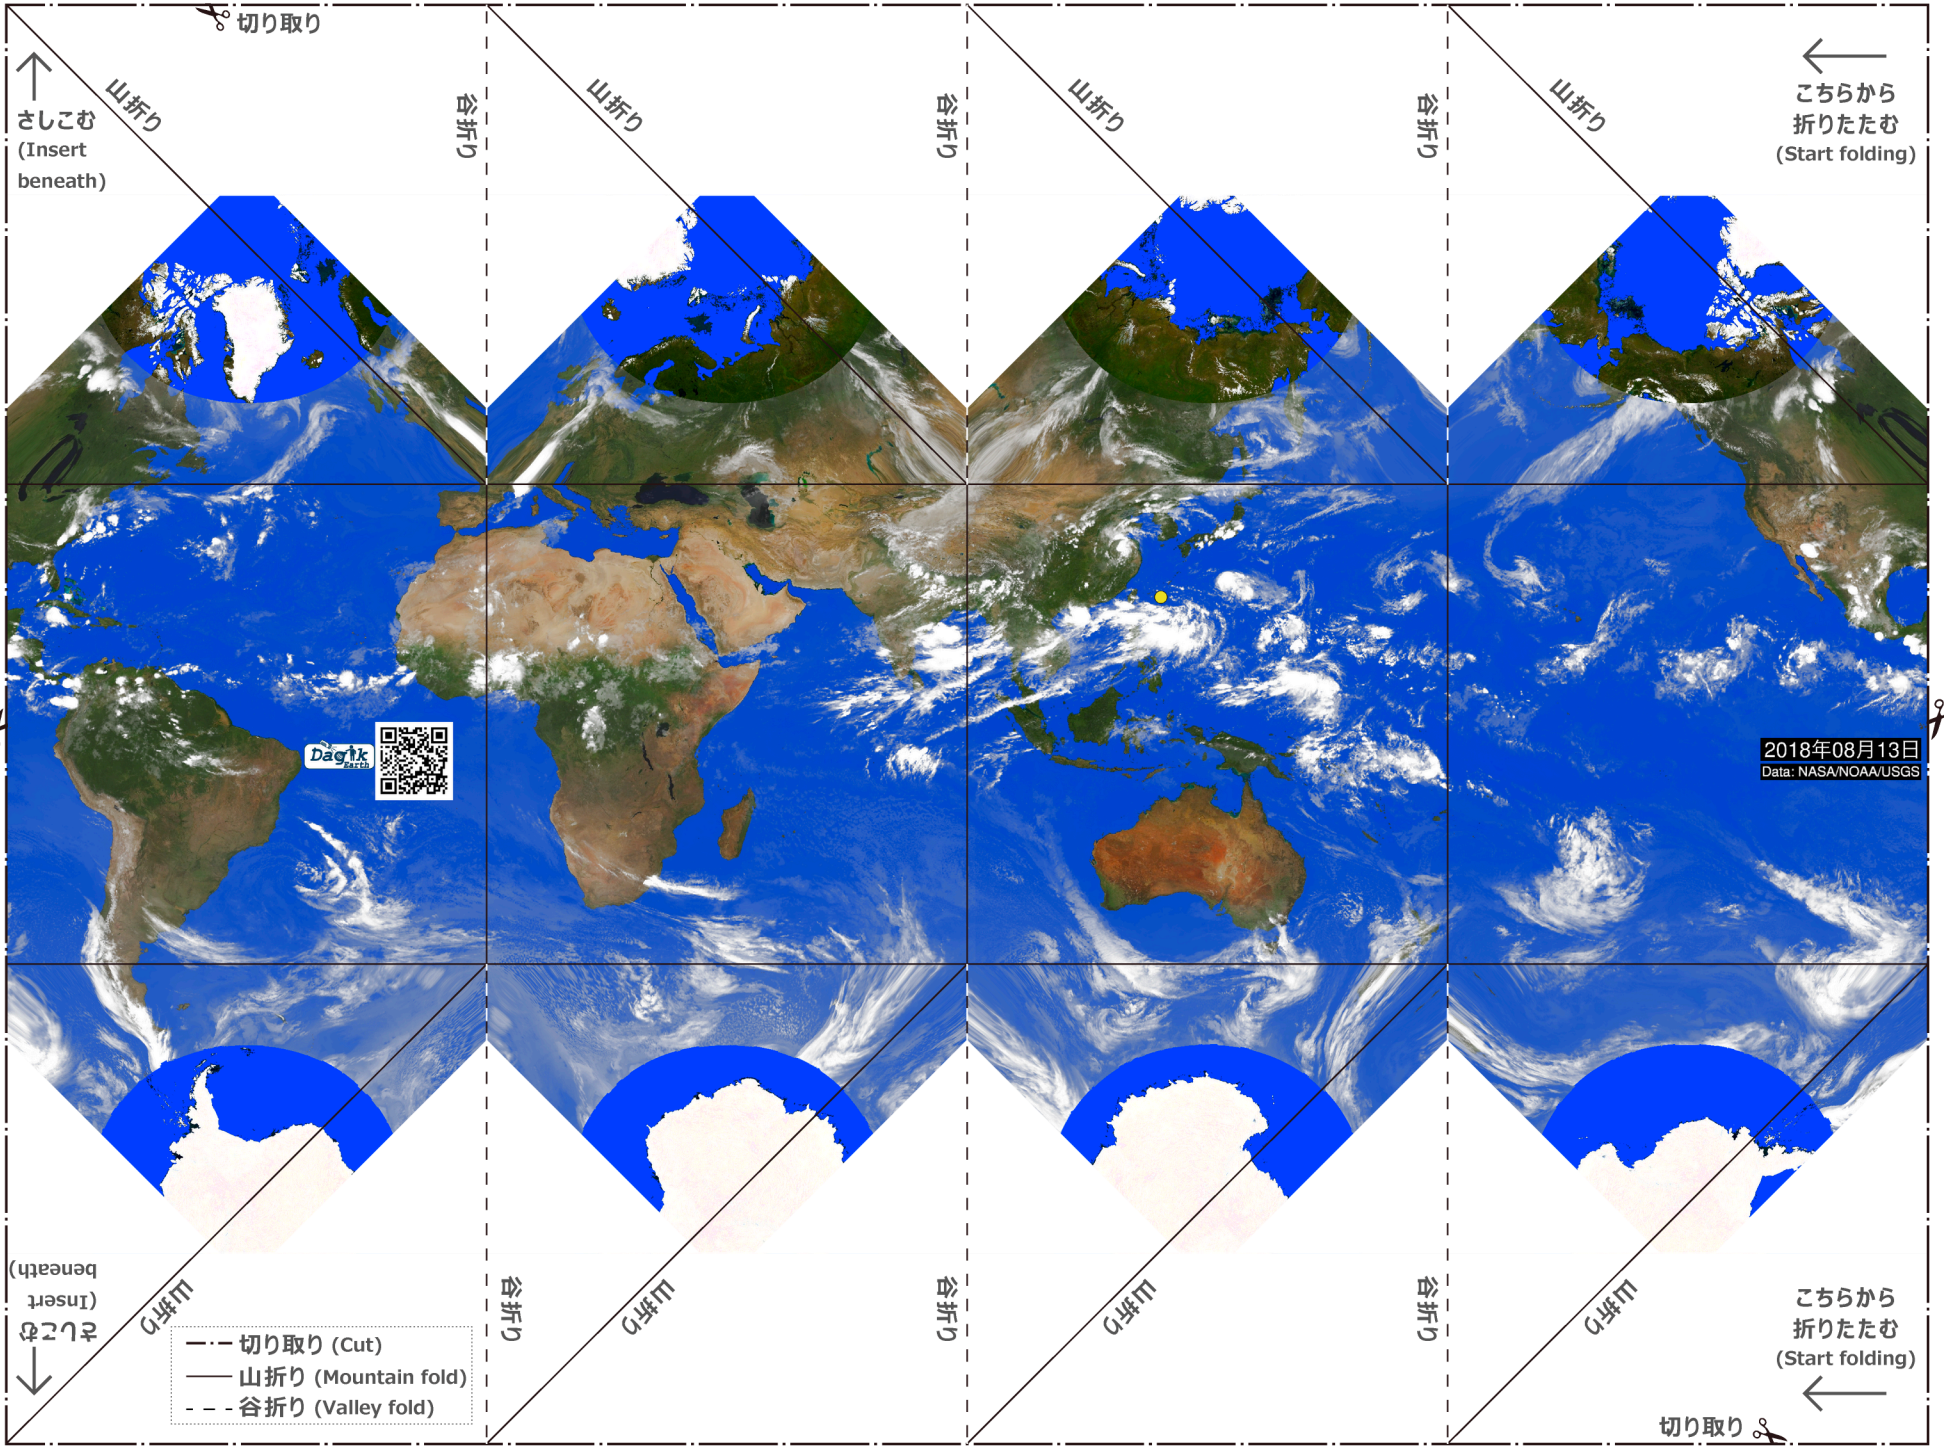 切り取り
山折り
谷折り
山折り
谷折り
山折り
谷折り
山折り
さしこむ
(Insert
beneath)
こちらから
折りたたむ
(Start folding)
Dagik
Earth
2018年08月13日
Data: NASA/NOAA/USGS
さしこむ
(Insert
beneath)
山折り
谷折り
山折り
谷折り
山折り
谷折り
山折り
こちらから
折りたたむ
(Start folding)
切り取り (Cut)
山折り (Mountain fold)
谷折り (Valley fold)
切り取り